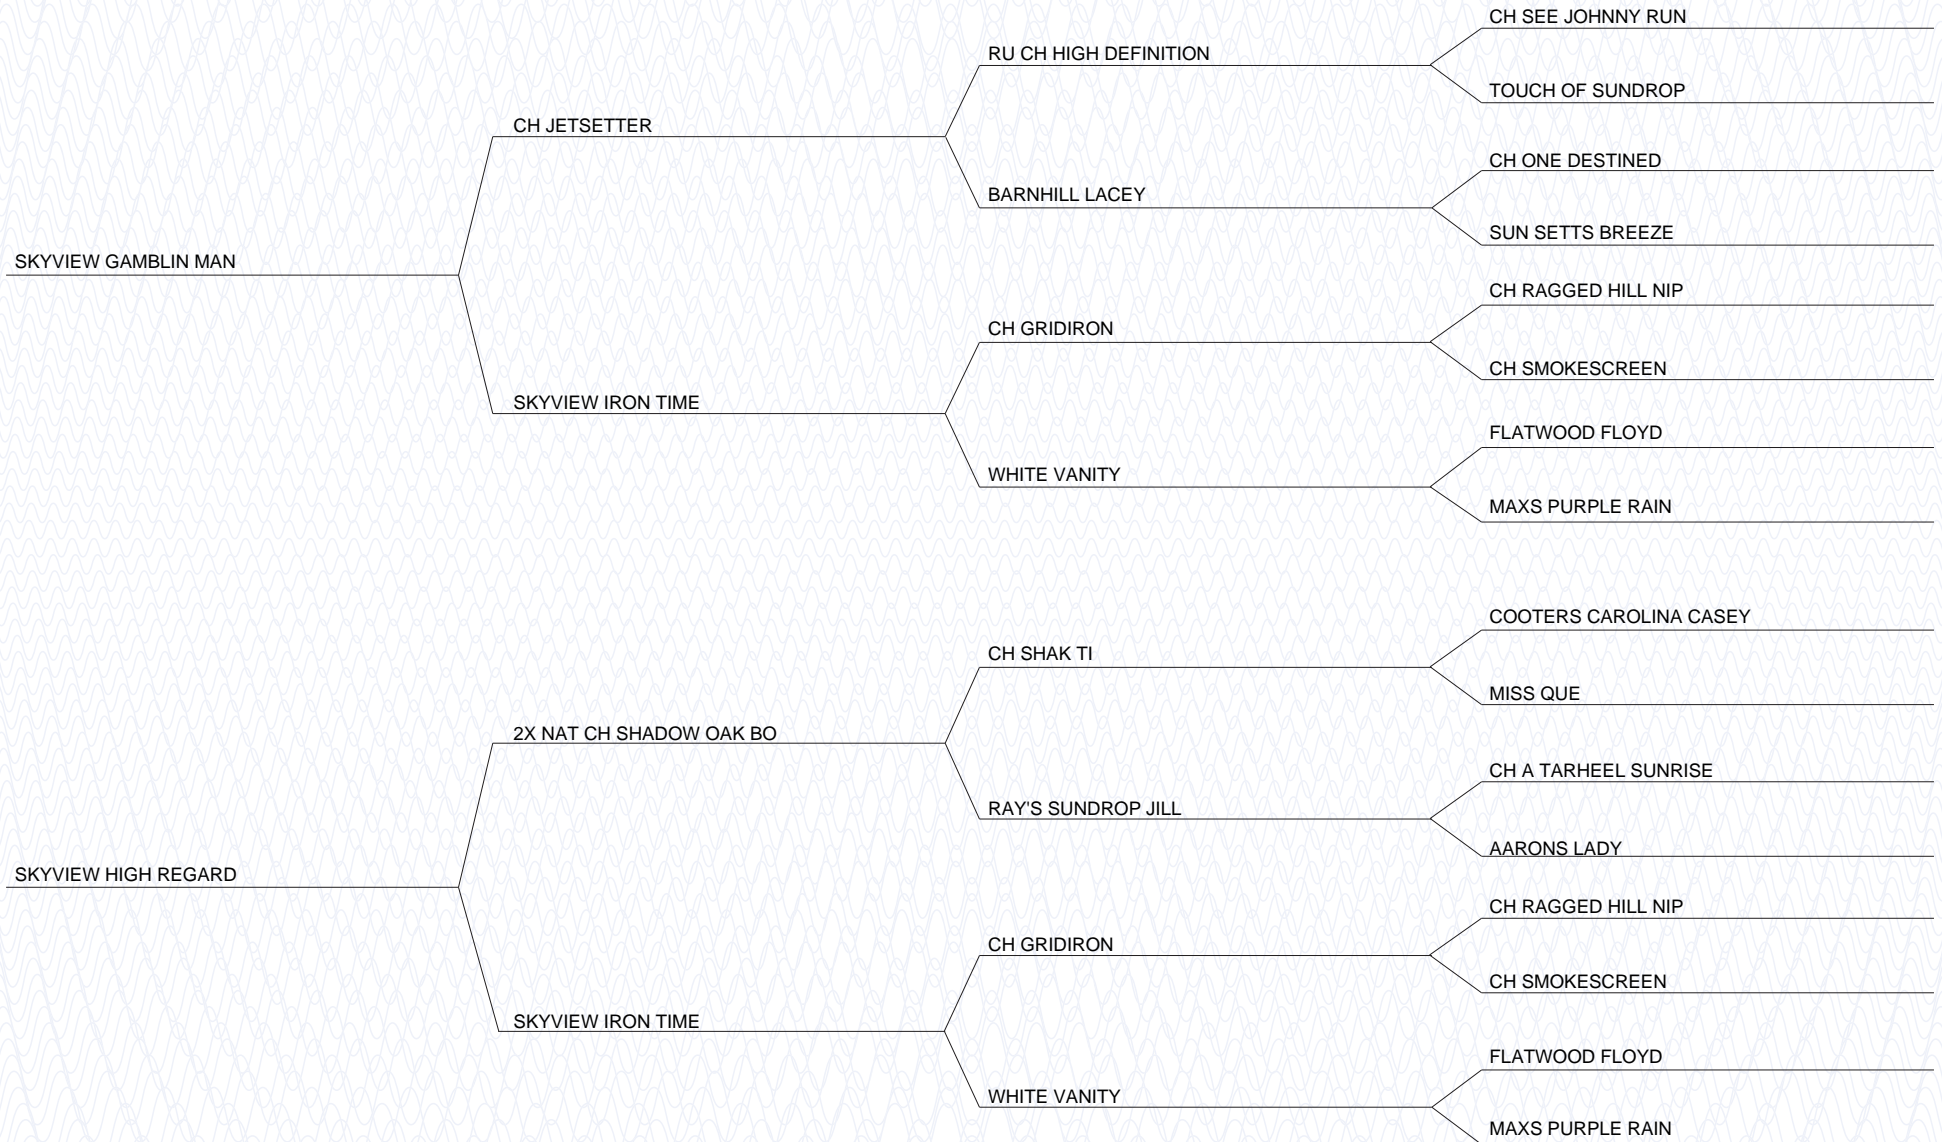 CH SEE JOHNNY RUN
RU CH HIGH DEFINITION
TOUCH OF SUNDROP
CH JETSETTER
CH ONE DESTINED
BARNHILL LACEY
SUN SETTS BREEZE
SKYVIEW GAMBLIN MAN
CH RAGGED HILL NIP
CH GRIDIRON
CH SMOKESCREEN
SKYVIEW IRON TIME
FLATWOOD FLOYD
WHITE VANITY
MAXS PURPLE RAIN
COOTERS CAROLINA CASEY
CH SHAK TI
MISS QUE
2X NAT CH SHADOW OAK BO
CH A TARHEEL SUNRISE
RAY'S SUNDROP JILL
AARONS LADY
SKYVIEW HIGH REGARD
CH RAGGED HILL NIP
CH GRIDIRON
CH SMOKESCREEN
SKYVIEW IRON TIME
FLATWOOD FLOYD
WHITE VANITY
MAXS PURPLE RAIN